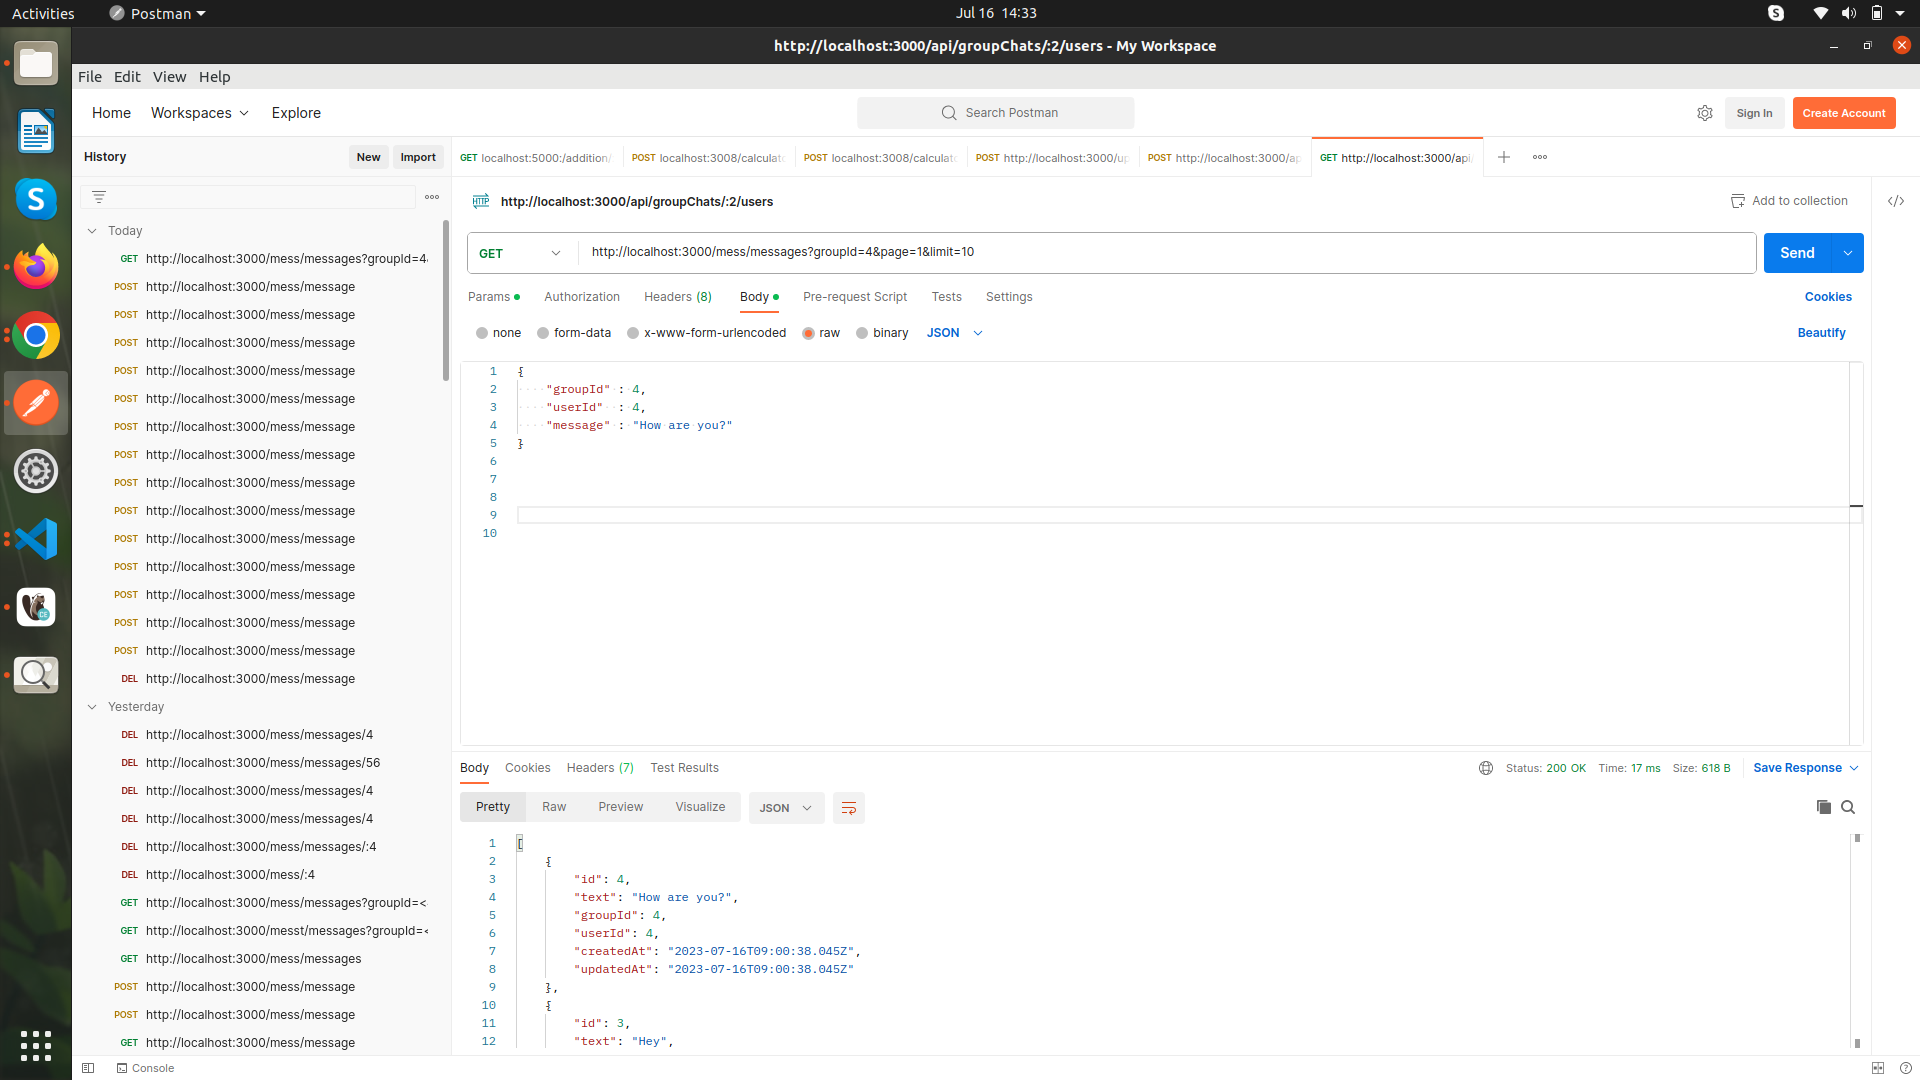 Activities
Postman
Jul 16 14:33
http://localhost:3000/api/groupChats/:2/users - My Workspace
File Edit View Help
Home Workspaces Explore
Search Postman
Sign In
Create Account
History
New
Import
GET localhost:5000:/addition/
POST localhost:3008/calculato
POST localhost:3008/calculato
POST http://localhost:3000/up
POST http://localhost:3000/ap
GET http://localhost:3000/api/
HTTP http://localhost:3000/api/groupChats/:2/users
Add to collection
</>
GET http://localhost:3000/mess/messages?groupId=4&page=1&limit=10
Send
Params Authorization Headers (8) Body Pre-request Script Tests Settings
Cookies
none form-data x-www-form-urlencoded raw binary JSON
Beautify
1 {
2 "groupId" : 4,
3 "userId" : 4,
4 "message" : "How are you?"
5 }
6
7
8
9
10
Today
GET http://localhost:3000/mess/messages?groupId=4&
POST http://localhost:3000/mess/message
POST http://localhost:3000/mess/message
POST http://localhost:3000/mess/message
POST http://localhost:3000/mess/message
POST http://localhost:3000/mess/message
POST http://localhost:3000/mess/message
POST http://localhost:3000/mess/message
POST http://localhost:3000/mess/message
POST http://localhost:3000/mess/message
POST http://localhost:3000/mess/message
POST http://localhost:3000/mess/message
POST http://localhost:3000/mess/message
POST http://localhost:3000/mess/message
POST http://localhost:3000/mess/message
DEL http://localhost:3000/mess/message
Yesterday
DEL http://localhost:3000/mess/messages/4
DEL http://localhost:3000/mess/messages/56
DEL http://localhost:3000/mess/messages/4
DEL http://localhost:3000/mess/messages/4
DEL http://localhost:3000/mess/messages/:4
DEL http://localhost:3000/mess/:4
GET http://localhost:3000/mess/messages?groupId=<
GET http://localhost:3000/messt/messages?groupId=<
GET http://localhost:3000/mess/messages
POST http://localhost:3000/mess/message
POST http://localhost:3000/mess/message
GET http://localhost:3000/mess/message
Body Cookies Headers (7) Test Results
Status: 200 OK Time: 17 ms Size: 618 B
Save Response
Pretty Raw Preview Visualize JSON
1 [
2 {
3 "id": 4,
4 "text": "How are you?",
5 "groupId": 4,
6 "userId": 4,
7 "createdAt": "2023-07-16T09:00:38.045Z",
8 "updatedAt": "2023-07-16T09:00:38.045Z"
9 },
10 {
11 "id": 3,
12 "text": "Hey",
Console